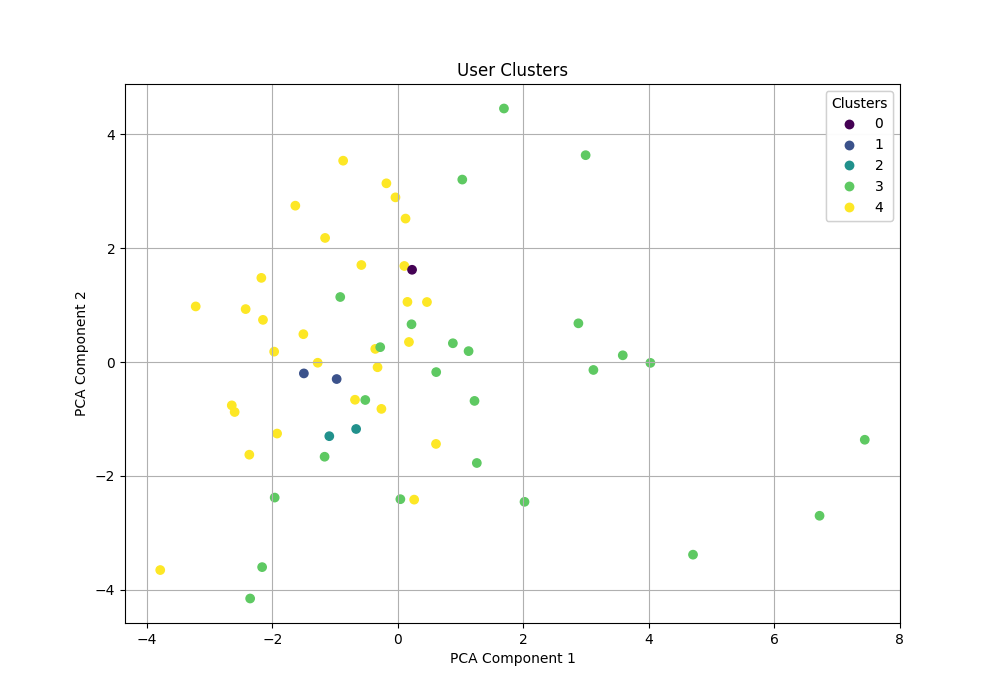 User Clusters
Clusters
0
1
2
3
4
4
2
0
−2
−4
PCA Component 2
−4 −2 0 2 4 6 8
PCA Component 1